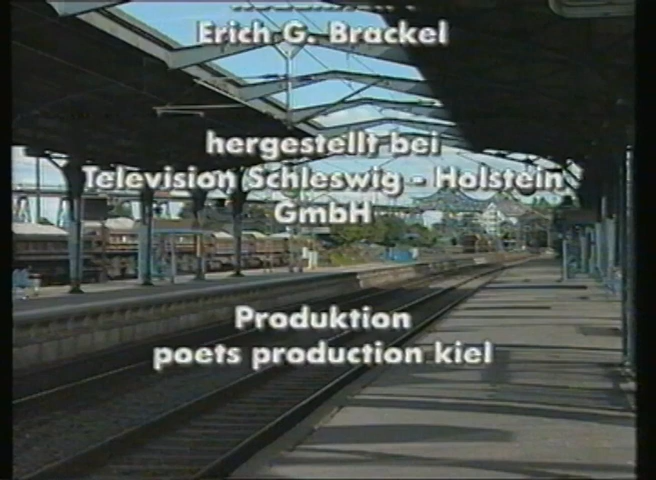 Erich G. Brackel
hergestellt bei
Television Schleswig - Holstein
GmbH
Produktion
poets production kiel